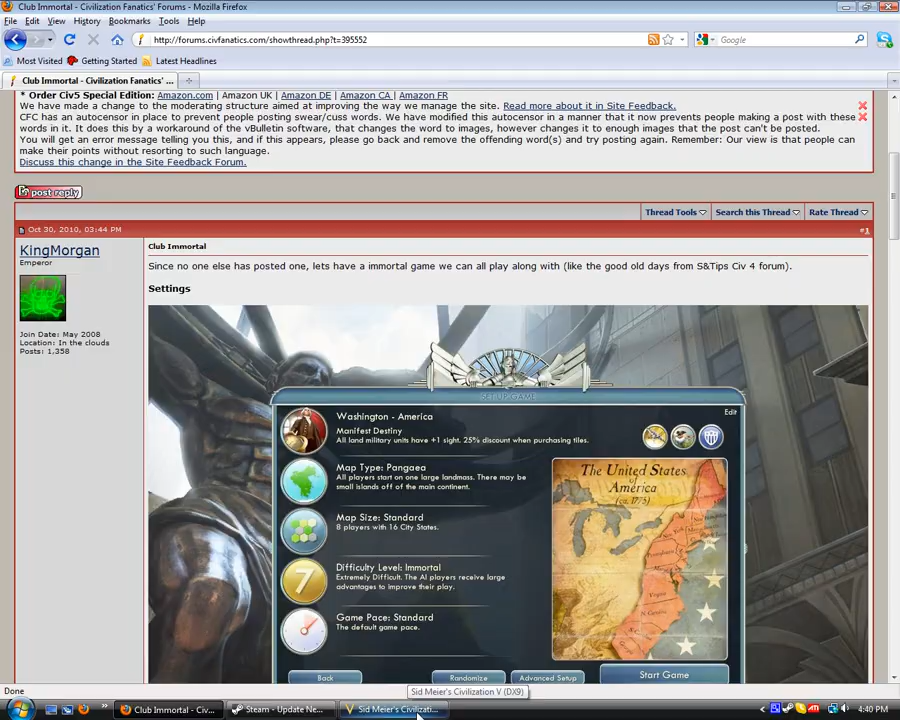 Club Immortal - Civilization Fanatics' Forums - Mozilla Firefox
File Edit View History Bookmarks Tools Help
http://forums.civfanatics.com/showthread.php?t=395552
Google
Most Visited Getting Started Latest Headlines
Club Immortal - Civilization Fanatics' ...
* Order Civ5 Special Edition: Amazon.com | Amazon UK | Amazon DE | Amazon CA | Amazon FR
We have made a change to the moderating structure aimed at improving the way we manage the site. Read more about it in Site Feedback.
CFC has an autocensor in place to prevent people posting swear/cuss words. We have modified this autocensor in a manner that it now prevents people making a post with these
words in it. It does this by a workaround of the vBulletin software, that changes the word to images, however changes it to enough images that the post can't be posted.
You will get an error message telling you this, and if this appears, please go back and remove the offending word(s) and try posting again. Remember: Our view is that people can
make their points without resorting to such language.
Discuss this change in the Site Feedback Forum.
post reply
Thread Tools Search this Thread Rate Thread
Oct 30, 2010, 03:44 PM #1
KingMorgan
Emperor
Join Date: May 2008
Location: In the clouds
Posts: 1,358
Club Immortal
Since no one else has posted one, lets have a immortal game we can all play along with (like the good old days from S&Tips Civ 4 forum).
Settings
SET UP GAME
Edit
Washington - America
Manifest Destiny
All land military units have +1 sight. 25% discount when purchasing tiles.
Map Type: Pangaea
All players start on one large landmass. There may be
small islands off of the main continent.
Map Size: Standard
8 players with 16 City States.
7
Difficulty Level: Immortal
Extremely Difficult. The AI players receive large
advantages to improve their play.
Game Pace: Standard
The default game pace.
The United States
of America
(ca. 1775)
Back Randomize Advanced Setup Start Game
Done
Sid Meier's Civilization V (DX9)
Club Immortal - Civ... Steam - Update Ne... Sid Meier's Civilizati... 4:40 PM